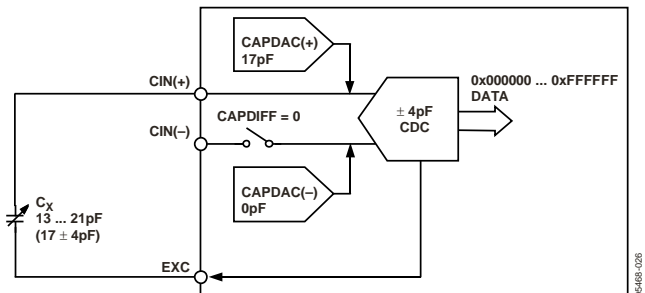 CAPDAC(+)
17pF
CIN(+)
0x000000 ... 0xFFFFFF
DATA
CAPDIFF = 0
± 4pF
CDC
CIN(–)
CAPDAC(–)
0pF
CX
13 ... 21pF
(17 ± 4pF)
EXC
05468-026